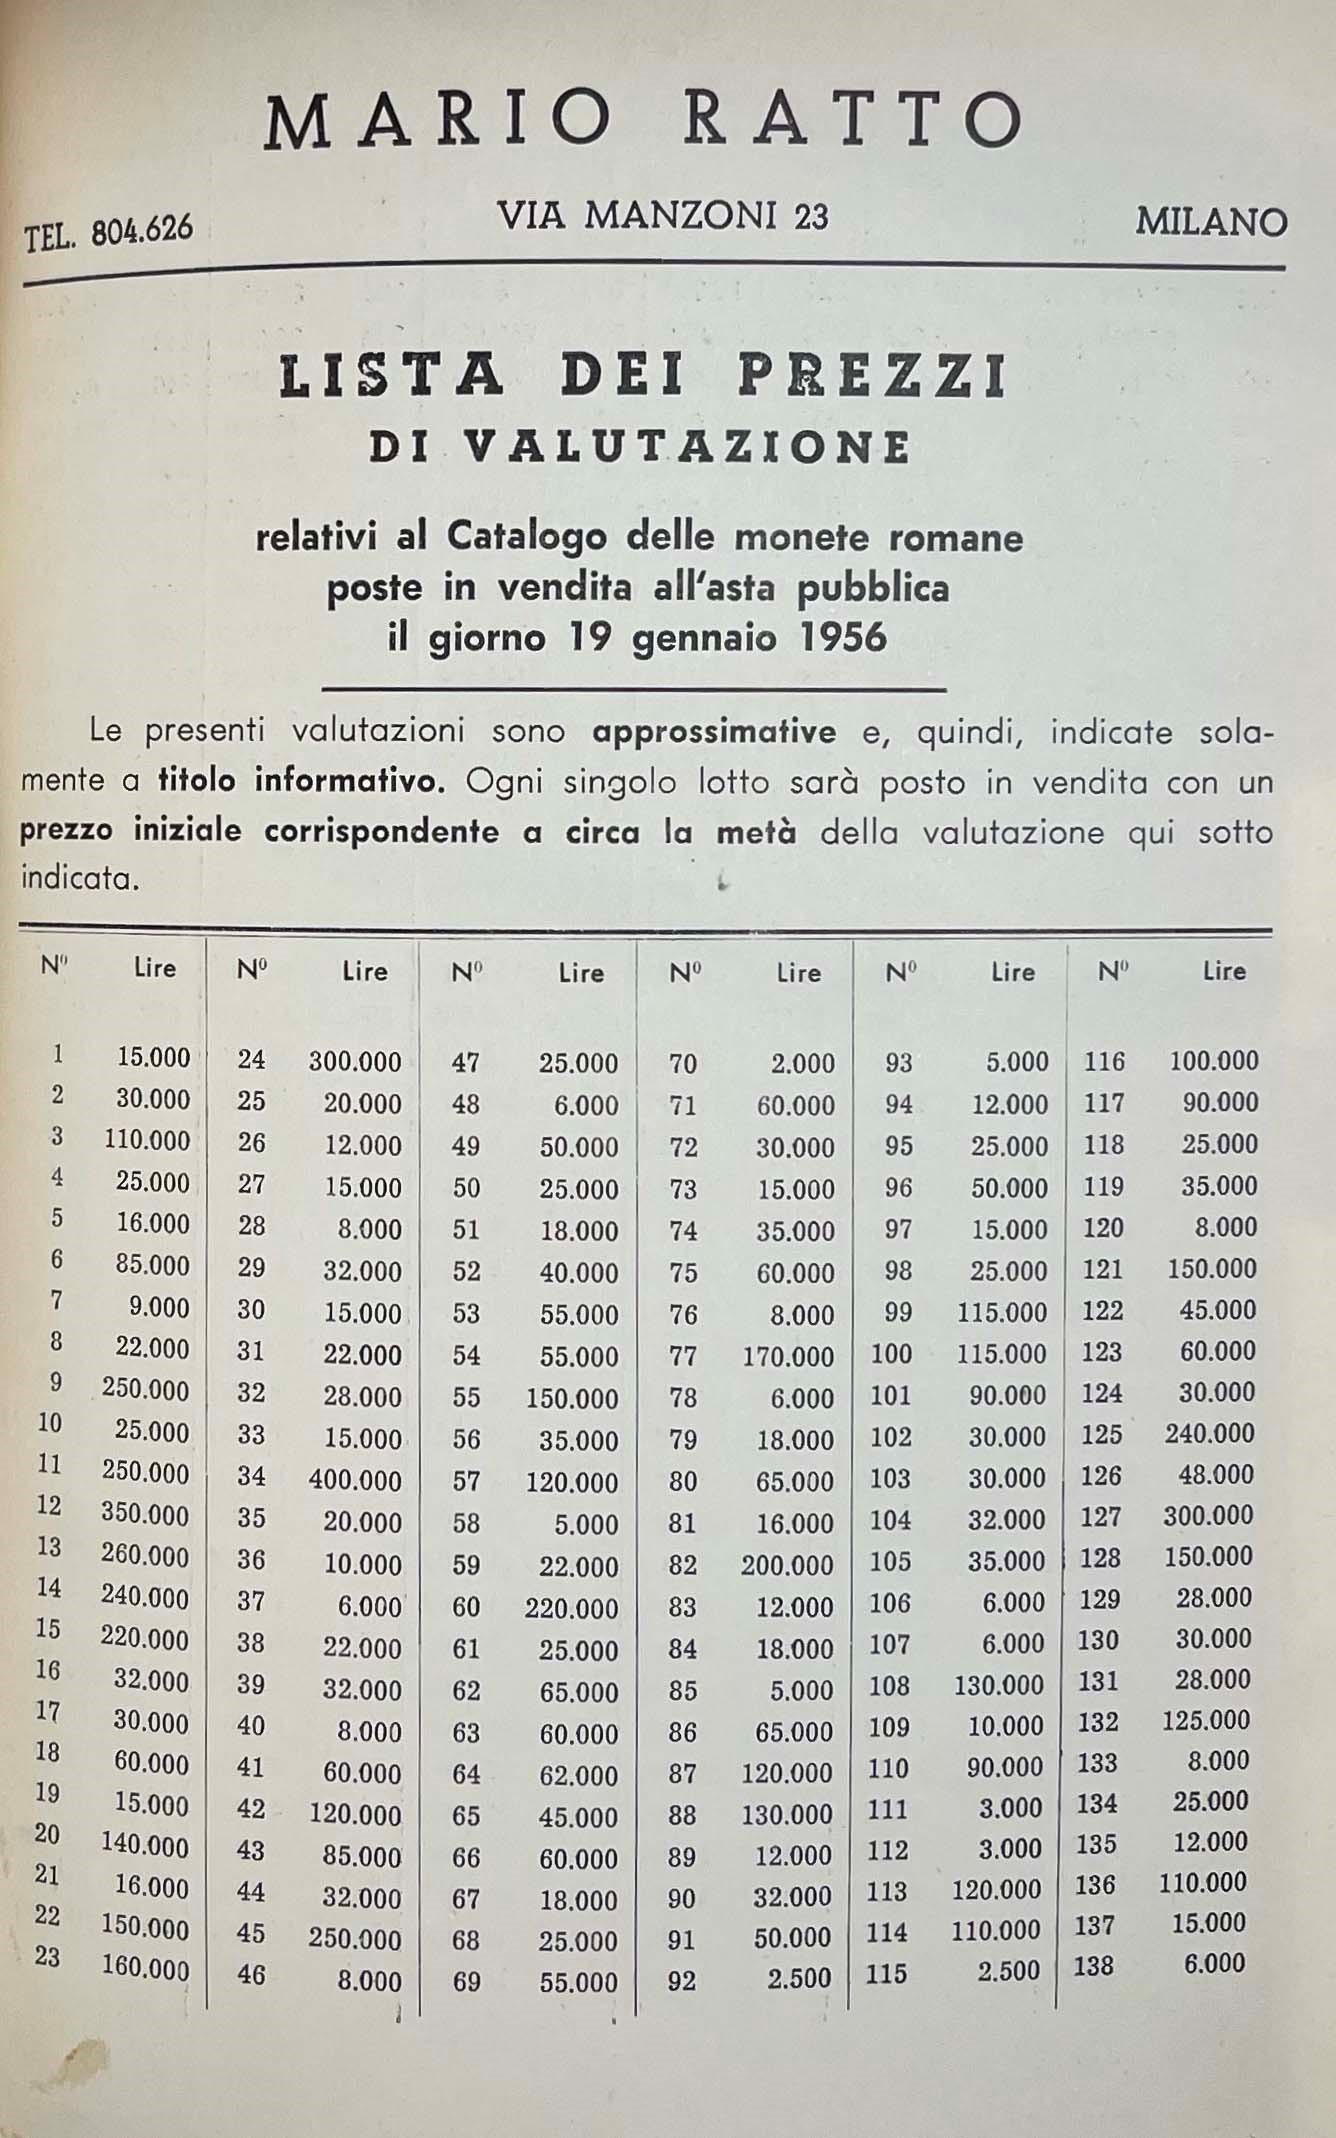 MARIO RATTO
TEL. 804.626 VIA MANZONI 23 MILANO
LISTA DEI PREZZI
DI VALUTAZIONE
relativi al Catalogo delle monete romane
poste in vendita all'asta pubblica
il giorno 19 gennaio 1956
Le presenti valutazioni sono approssimative e, quindi, indicate sola-
mente a titolo informativo. Ogni singolo lotto sarà posto in vendita con un
prezzo iniziale corrispondente a circa la metà della valutazione qui sotto
indicata.
Nº Lire Nº Lire Nº Lire Nº Lire Nº Lire Nº Lire
1 15.000 24 300.000 47 25.000 70 2.000 93 5.000 116 100.000
2 30.000 25 20.000 48 6.000 71 60.000 94 12.000 117 90.000
3 110.000 26 12.000 49 50.000 72 30.000 95 25.000 118 25.000
4 25.000 27 15.000 50 25.000 73 15.000 96 50.000 119 35.000
5 16.000 28 8.000 51 18.000 74 35.000 97 15.000 120 8.000
6 85.000 29 32.000 52 40.000 75 60.000 98 25.000 121 150.000
7 9.000 30 15.000 53 55.000 76 8.000 99 115.000 122 45.000
8 22.000 31 22.000 54 55.000 77 170.000 100 115.000 123 60.000
9 250.000 32 28.000 55 150.000 78 6.000 101 90.000 124 30.000
10 25.000 33 15.000 56 35.000 79 18.000 102 30.000 125 240.000
11 250.000 34 400.000 57 120.000 80 65.000 103 30.000 126 48.000
12 350.000 35 20.000 58 5.000 81 16.000 104 32.000 127 300.000
13 260.000 36 10.000 59 22.000 82 200.000 105 35.000 128 150.000
14 240.000 37 6.000 60 220.000 83 12.000 106 6.000 129 28.000
15 220.000 38 22.000 61 25.000 84 18.000 107 6.000 130 30.000
16 32.000 39 32.000 62 65.000 85 5.000 108 130.000 131 28.000
17 30.000 40 8.000 63 60.000 86 65.000 109 10.000 132 125.000
18 60.000 41 60.000 64 62.000 87 120.000 110 90.000 133 8.000
19 15.000 42 120.000 65 45.000 88 130.000 111 3.000 134 25.000
20 140.000 43 85.000 66 60.000 89 12.000 112 3.000 135 12.000
21 16.000 44 32.000 67 18.000 90 32.000 113 120.000 136 110.000
22 150.000 45 250.000 68 25.000 91 50.000 114 110.000 137 15.000
23 160.000 46 8.000 69 55.000 92 2.500 115 2.500 138 6.000